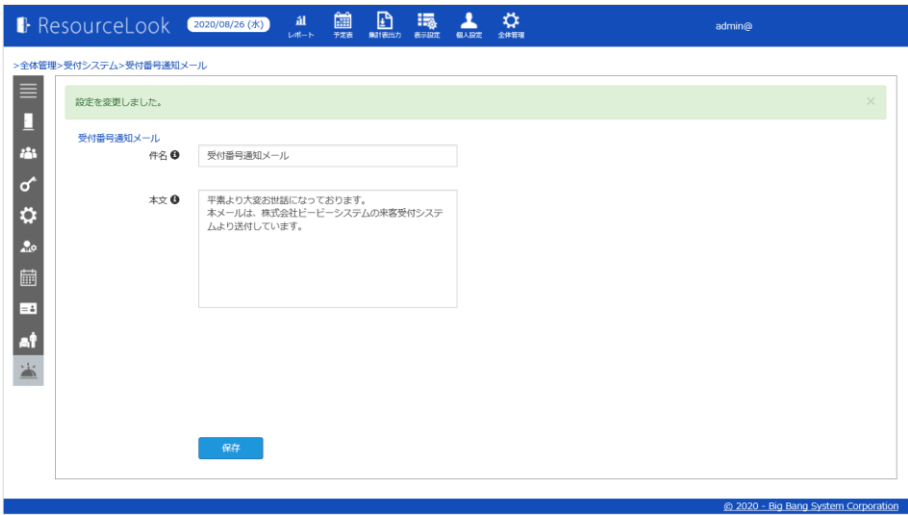 ResourceLook 2020/08/26 (水) レポート 予定表 集計表出力 表示設定 個人設定 全体管理 admin@
>全体管理>受付システム>受付番号通知メール
設定を変更しました。 ×
受付番号通知メール
件名 受付番号通知メール
本文 平素より大変お世話になっております。
本メールは、株式会社ビービーシステムの来客受付システ
ムより送付しています。
保存
© 2020 - Big Bang System Corporation